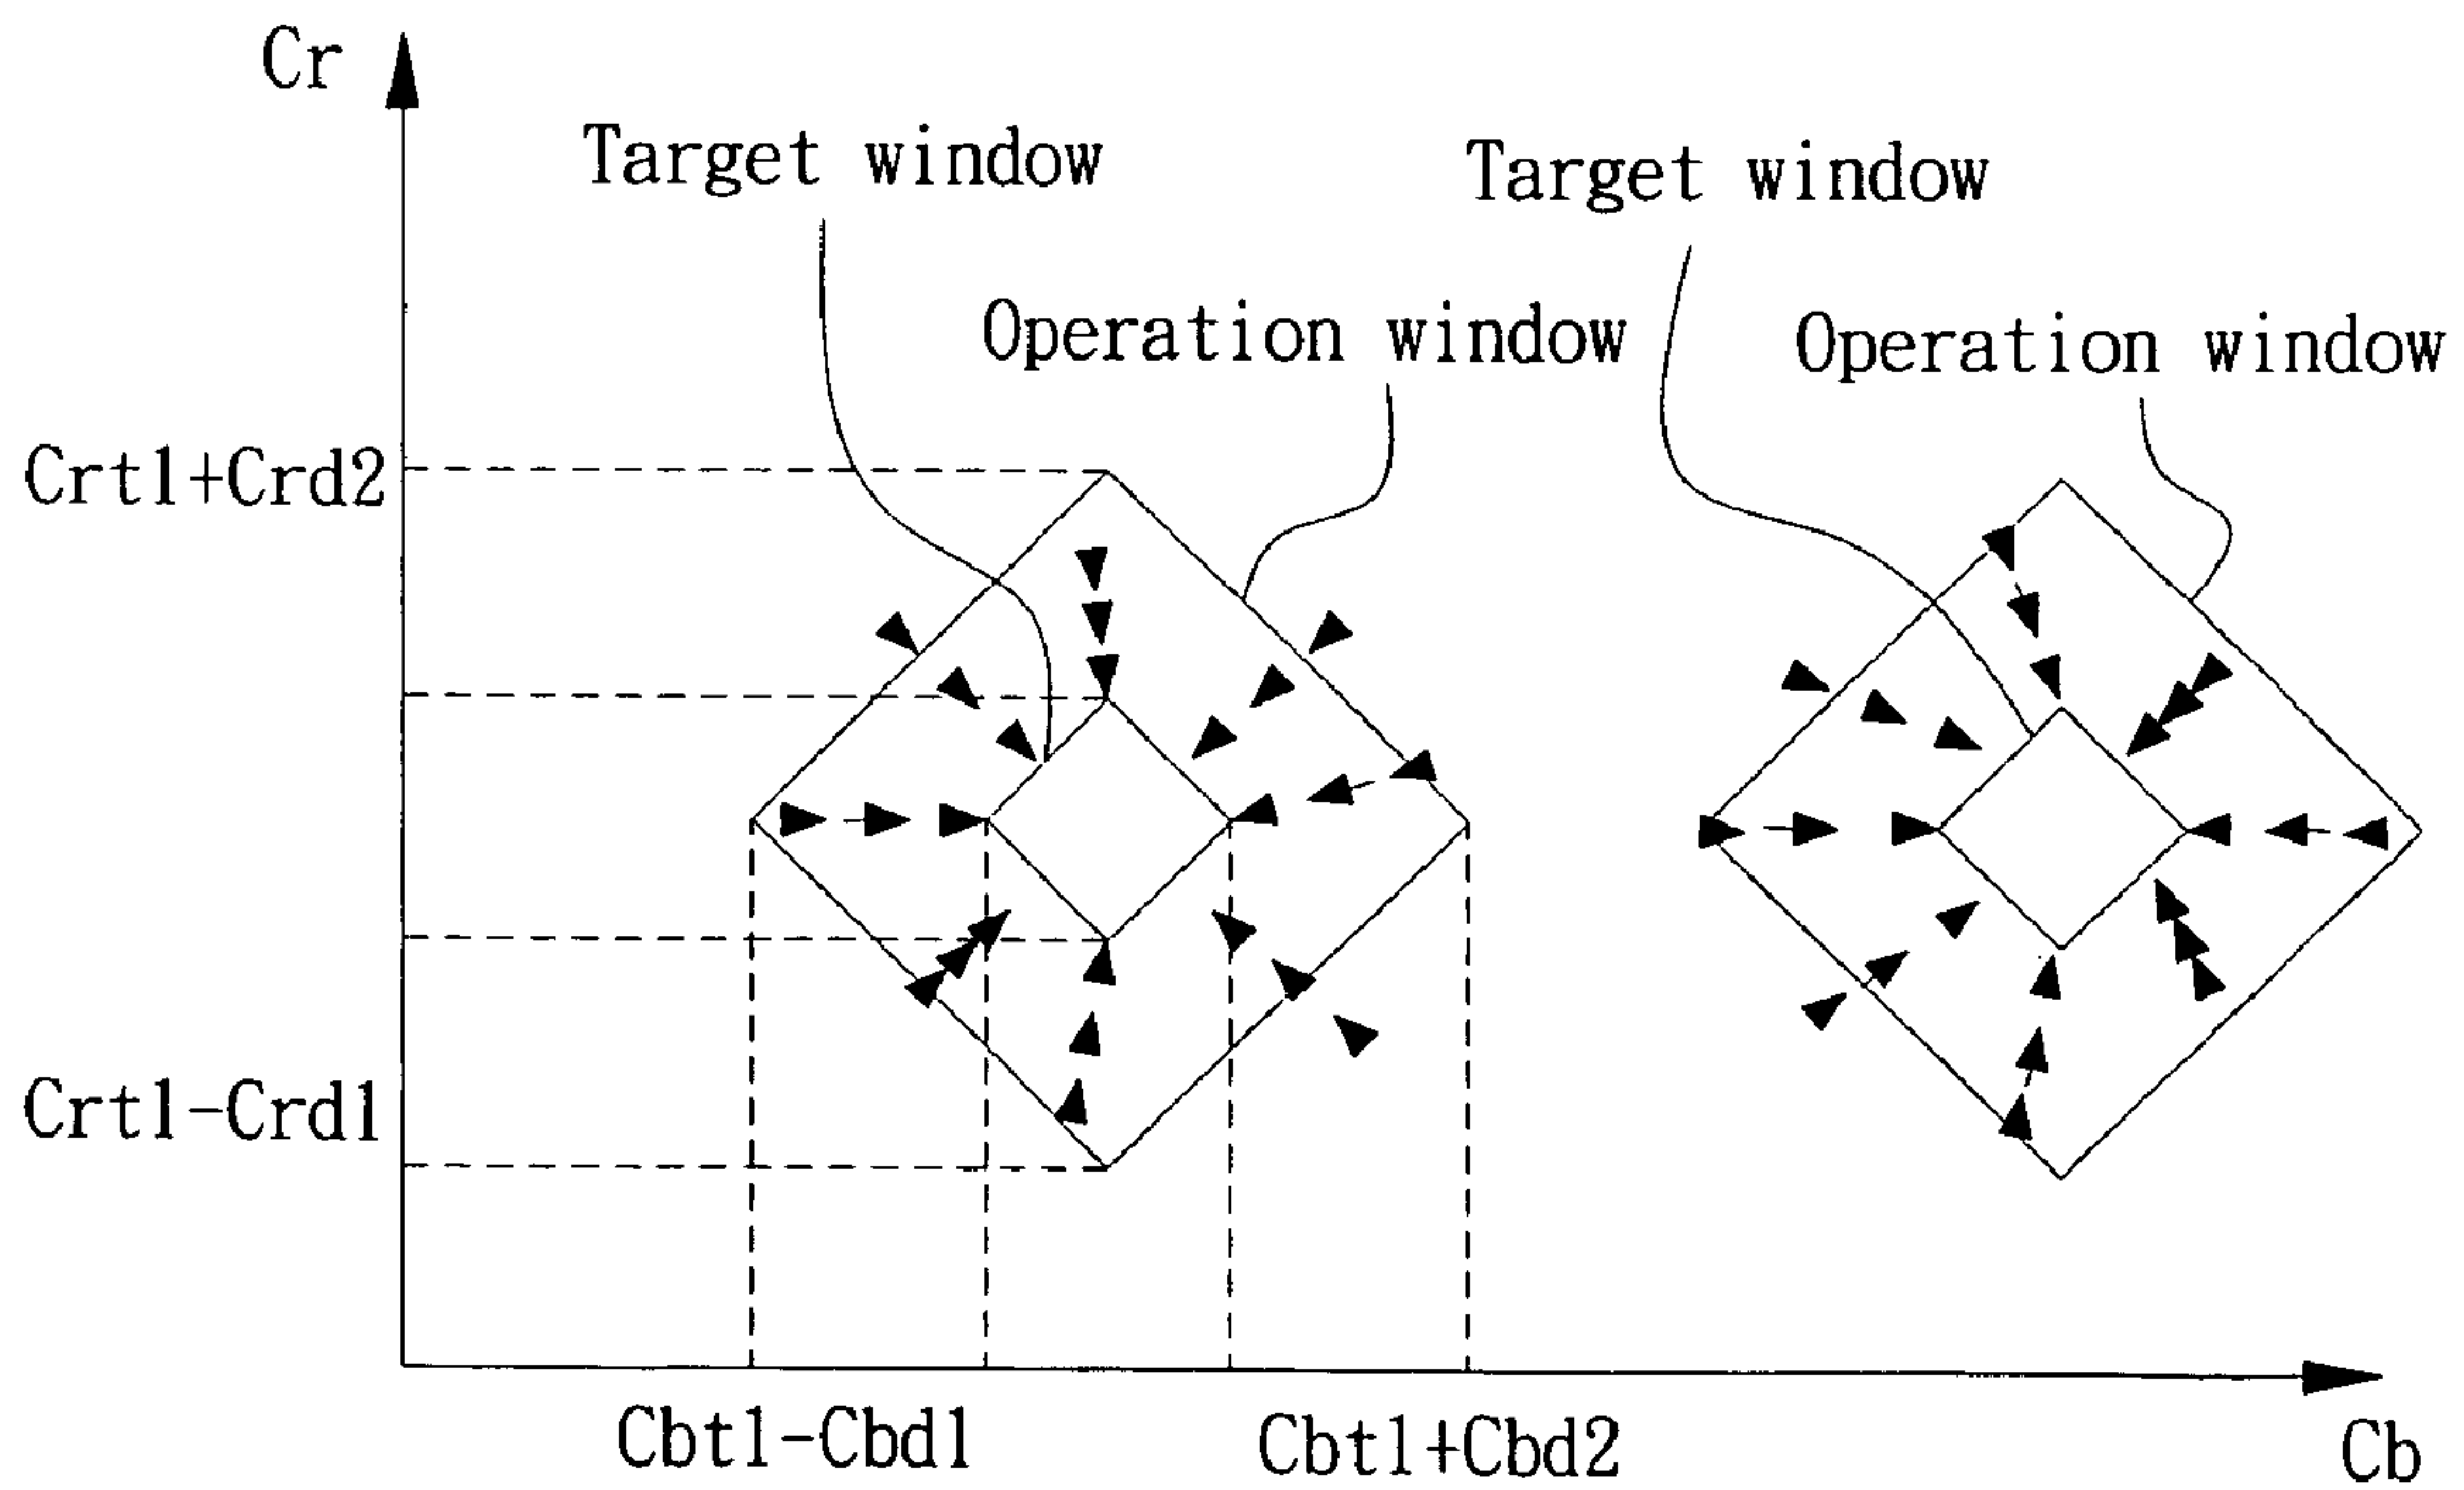 Cr
Target window
Target window
Operation window
Operation window
Crt1+Crd2
Crt1-Crd1
Cbt1-Cbd1
Cbt1+Cbd2
Cb